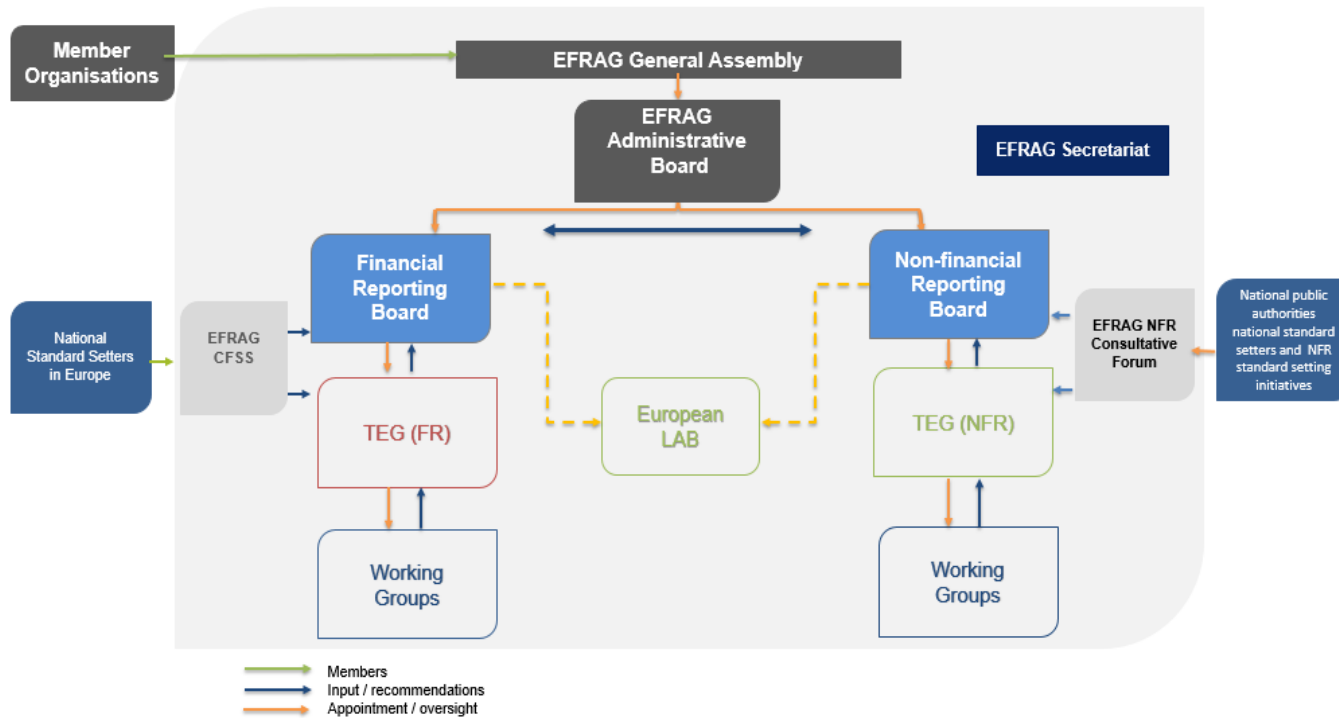 Member
Organisations
EFRAG General Assembly
EFRAG
Administrative
Board
EFRAG Secretariat
Financial
Reporting
Board
Non-financial
Reporting
Board
National
Standard Setters
in Europe
EFRAG
CFSS
EFRAG NFR
Consultative
Forum
National public
authorities
national standard
setters and NFR
standard setting
initiatives
TEG (FR)
European
LAB
TEG (NFR)
Working
Groups
Working
Groups
Members
Input / recommendations
Appointment / oversight